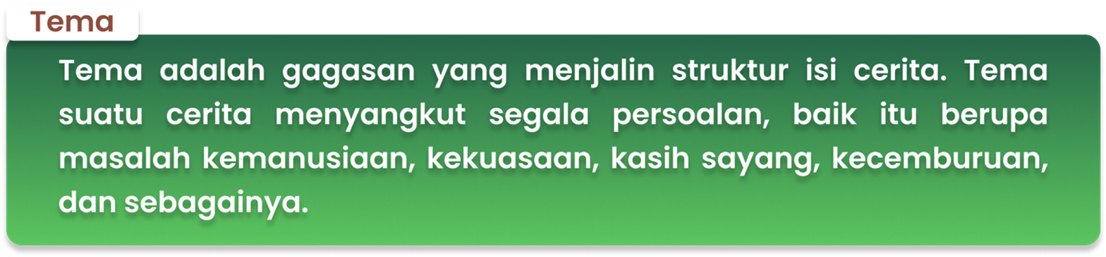 Tema
Tema adalah gagasan yang menjalin struktur isi cerita. Tema
suatu cerita menyangkut segala persoalan, baik itu berupa
masalah kemanusiaan, kekuasaan, kasih sayang, kecemburuan,
dan sebagainya.